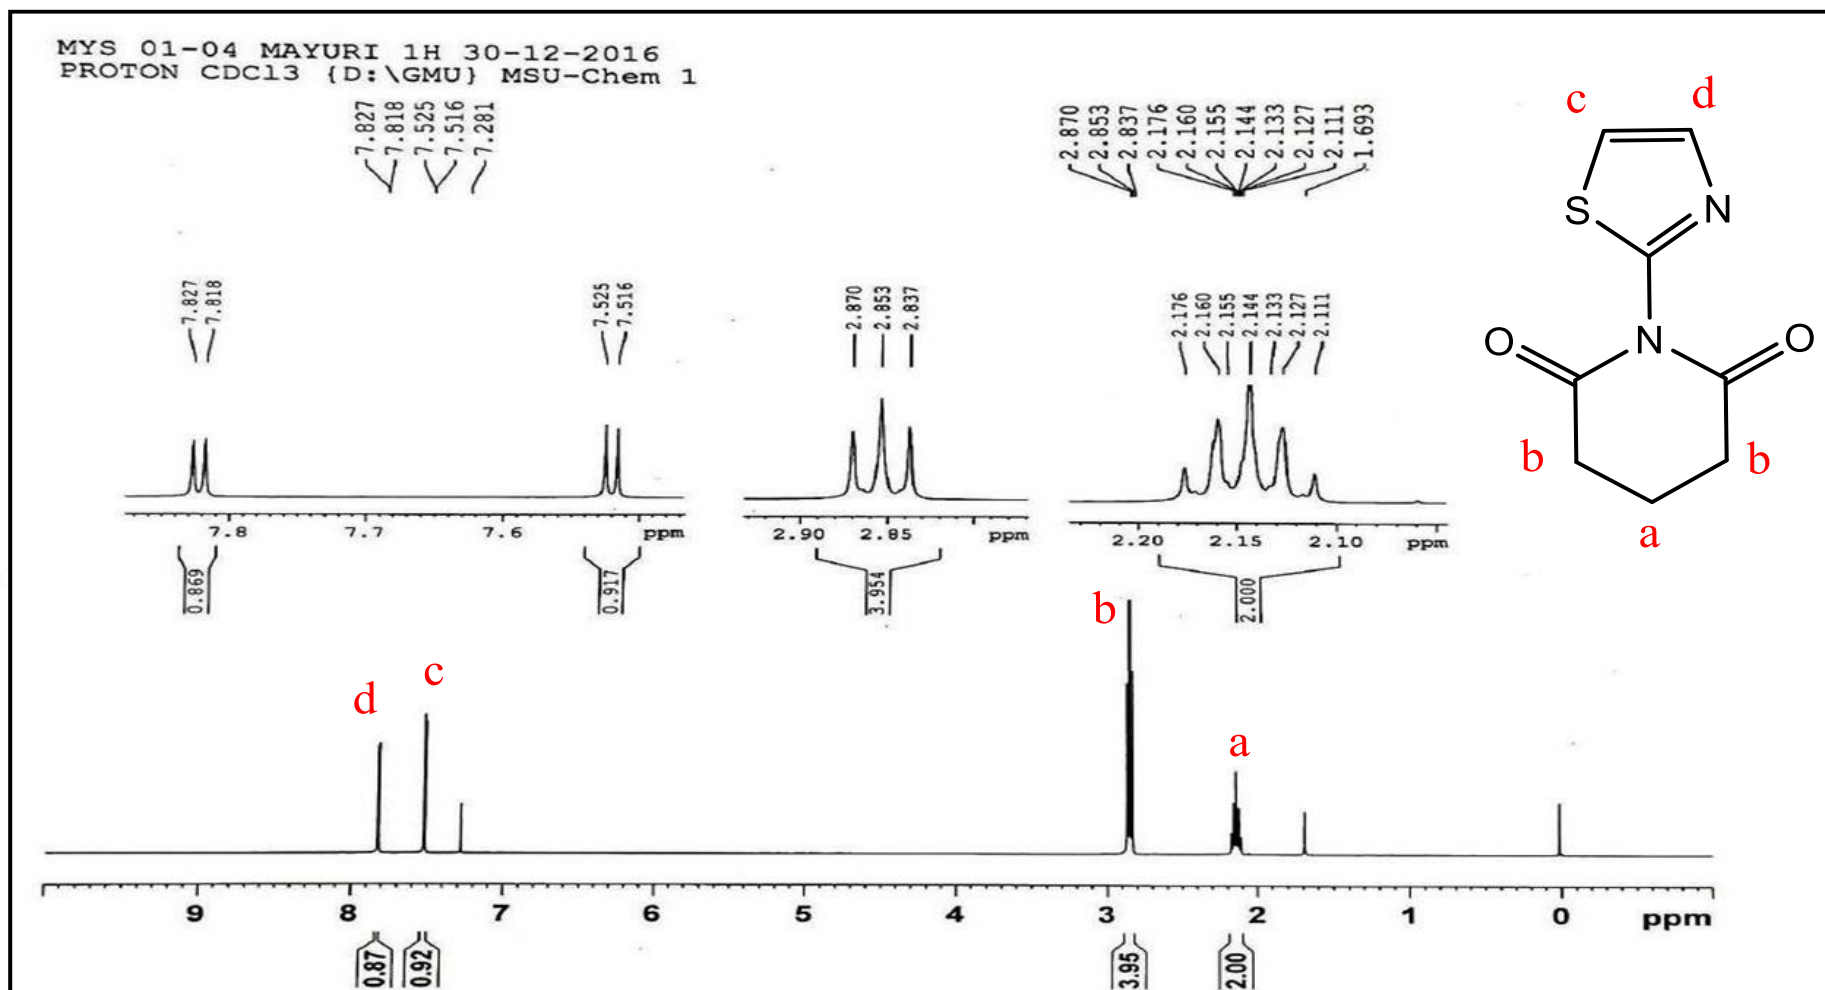 MYS 01-04 MAYURI 1H 30-12-2016
PROTON CDCl3 {D:\GMU} MSU-Chem 1
7.827
7.818
7.525
7.516
7.281
2.870
2.853
2.837
2.176
2.160
2.155
2.144
2.133
2.127
2.111
1.693
c
d
S
N
N
O
O
b
b
a
7.827
7.818
7.525
7.516
2.870
2.853
2.837
2.176
2.160
2.155
2.144
2.133
2.127
2.111
7.8 7.7 7.6 ppm
2.90 2.85 ppm
2.20 2.15 2.10 ppm
0.869
0.917
3.954
2.000
d
c
b
a
9 8 7 6 5 4 3 2 1 0 ppm
0.87
0.92
3.95
2.00